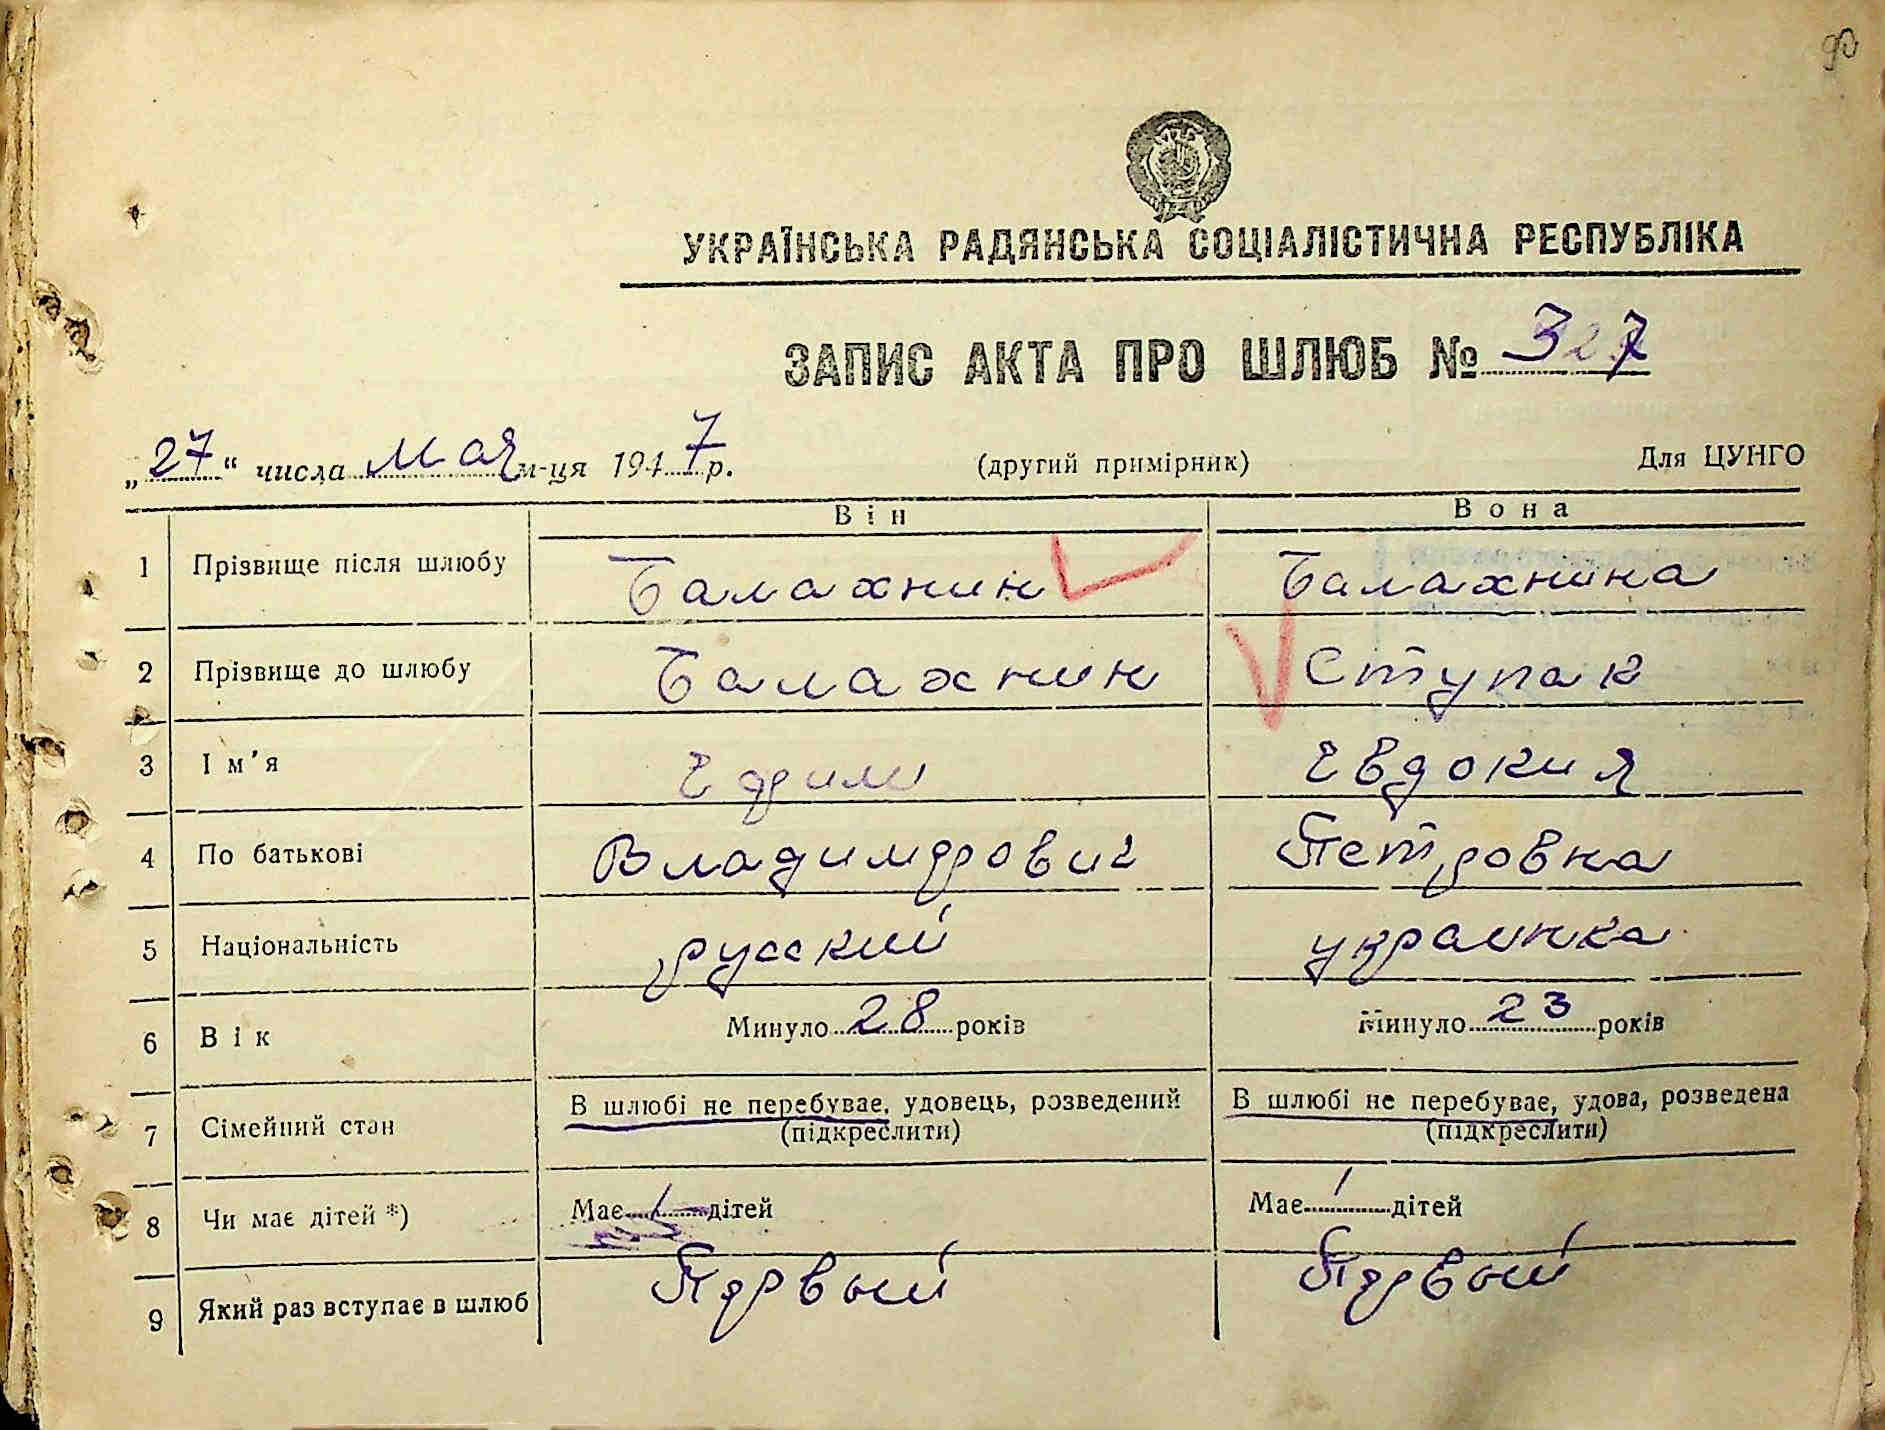 90
УКРАЇНСЬКА РАДЯНСЬКА СОЦІАЛІСТИЧНА РЕСПУБЛІКА
ЗАПИС АКТА ПРО ШЛЮБ № 327
„27“ числа мая м-ця 1947 р. (другий примірник) Для ЦУНГО
Він Вона
1 Прізвище після шлюбу Балахнин Балахнина
2 Прізвище до шлюбу Балахнин Ступак
3 Ім'я Ефим Евдокия
4 По батькові Владимирович Петровна
5 Національність русский украинка
6 Вік Минуло 28 років Минуло 23 років
7 Сімейний стан В шлюбі не перебуває, удовець, розведений В шлюбі не перебуває, удова, розведена
(підкреслити) (підкреслити)
8 Чи має дітей *) Має 1 дітей Має 1 дітей
9 Який раз вступає в шлюб Первый Первый